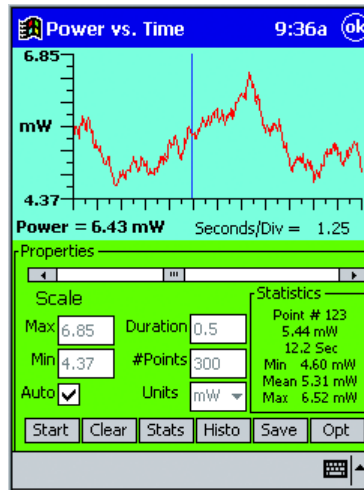 Power vs. Time 9:36a ok
6.85
mW
4.37
Power = 6.43 mW Seconds/Div = 1.25
Properties
Scale
Max 6.85 Duration 0.5
Min 4.37 #Points 300
Auto Units mW
Statistics
Point # 123
5.44 mW
12.2 Sec
Min 4.60 mW
Mean 5.31 mW
Max 6.52 mW
Start Clear Stats Histo Save Opt